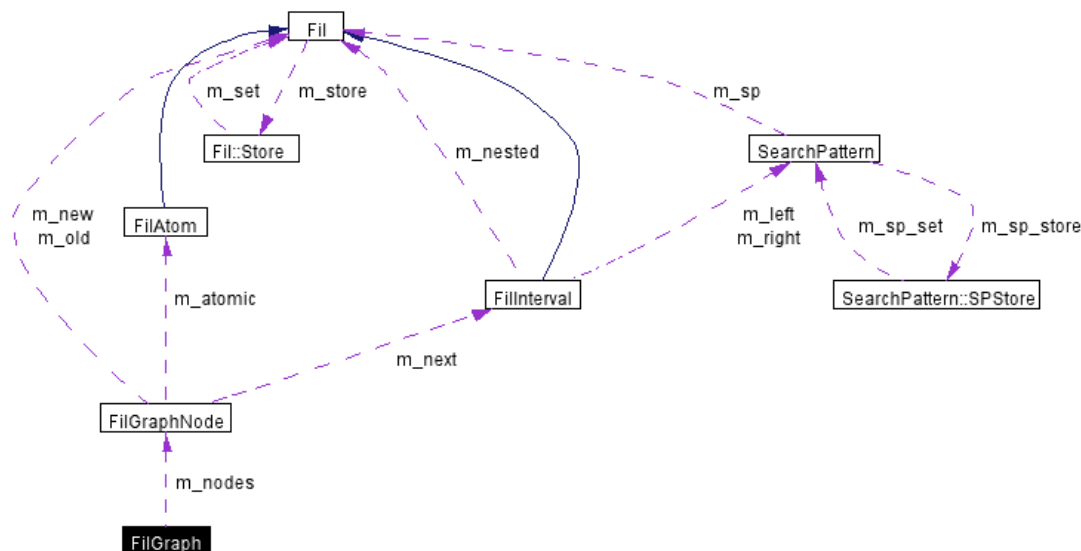 Fil
m_set
m_store
m_sp
Fil::Store
m_nested
SearchPattern
m_new
m_old
FilAtom
m_left
m_right
m_sp_set
m_sp_store
m_atomic
FilInterval
SearchPattern::SPStore
m_next
FilGraphNode
m_nodes
FilGraph